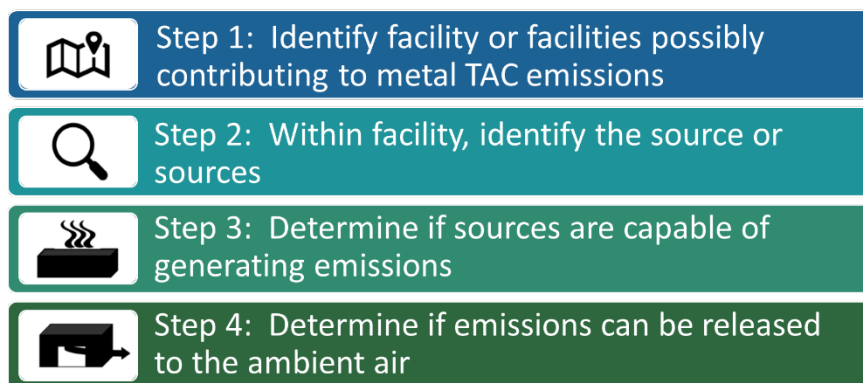 Step 1:  Identify facility or facilities possibly
contributing to metal TAC emissions
Step 2:  Within facility, identify the source or
sources
Step 3:  Determine if sources are capable of
generating emissions
Step 4:  Determine if emissions can be released
to the ambient air